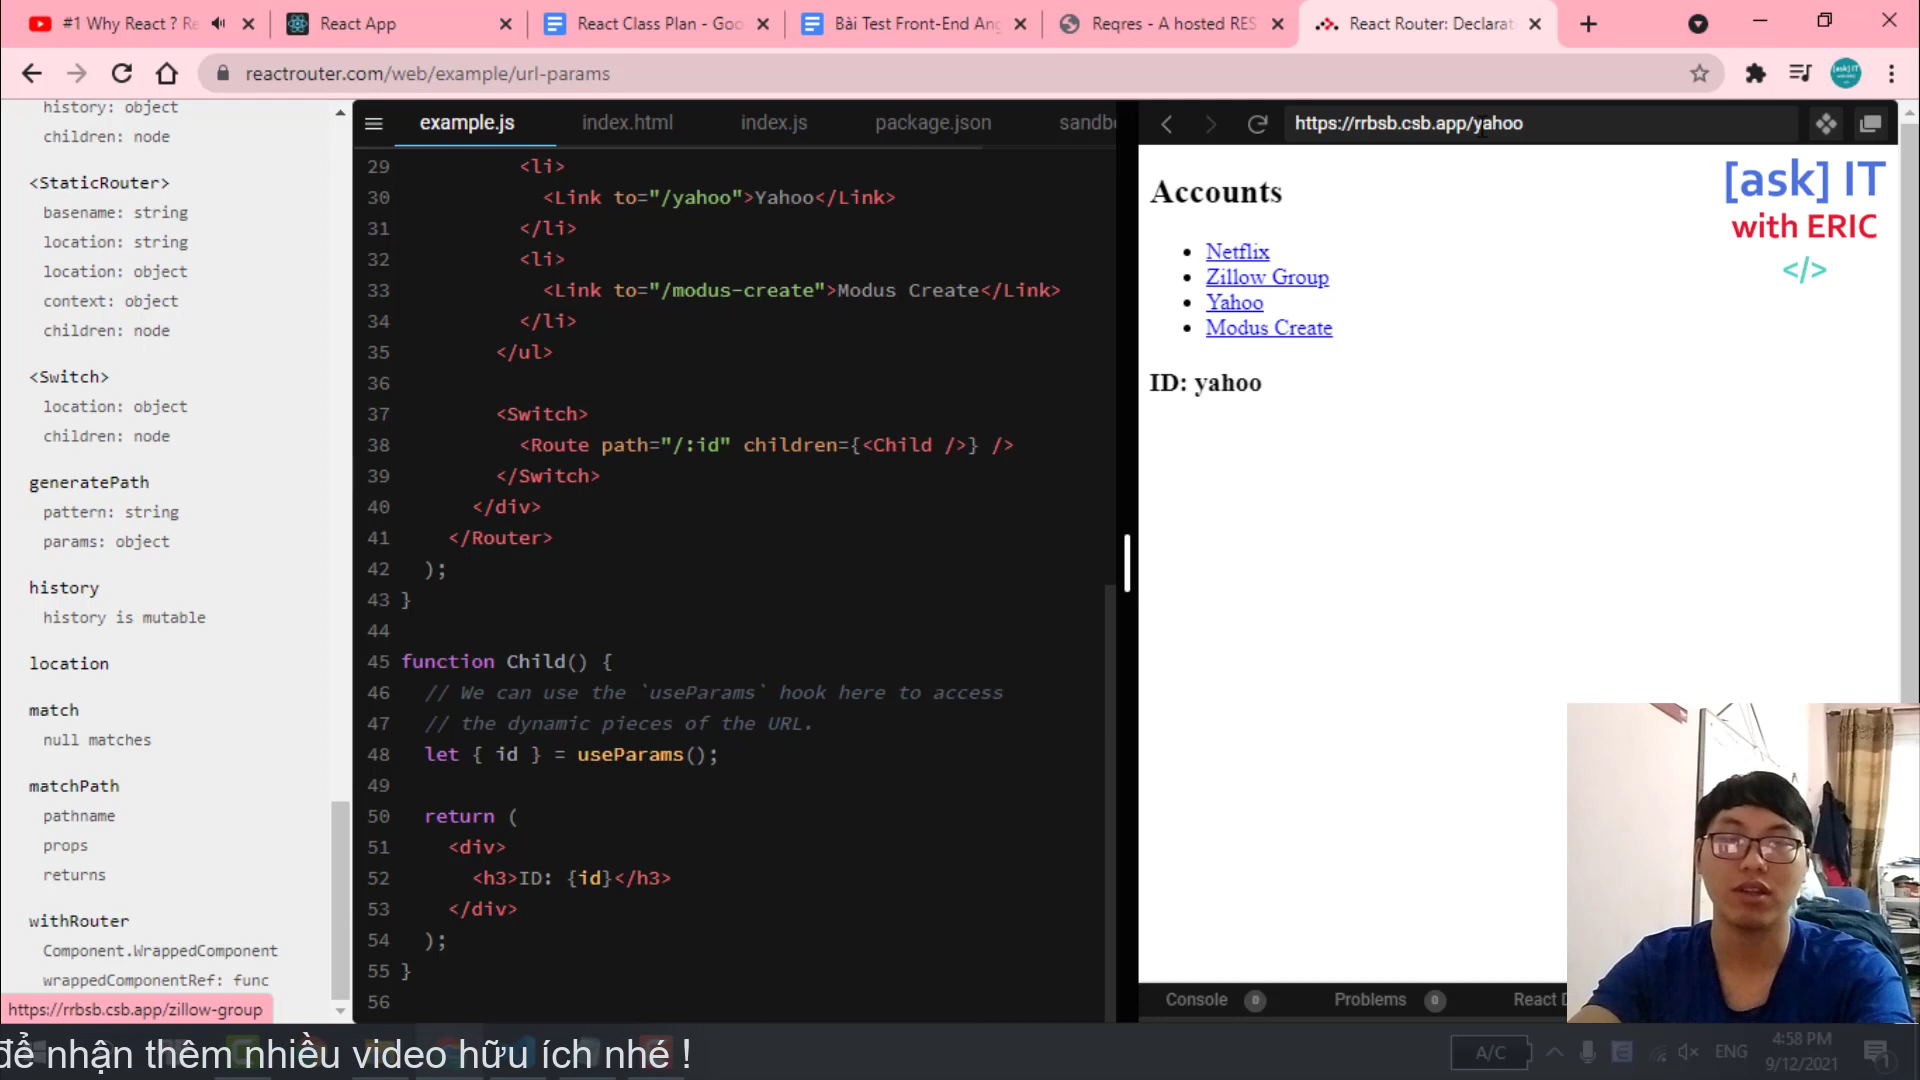 #1 Why React ? Re
React App
React Class Plan - Goo
Bài Test Front-End Ang
Reqres - A hosted RES
React Router: Declarat
reactrouter.com/web/example/url-params
history: object
children: node
<StaticRouter>
basename: string
location: string
location: object
context: object
children: node
<Switch>
location: object
children: node
generatePath
pattern: string
params: object
history
history is mutable
location
match
null matches
matchPath
pathname
props
returns
withRouter
Component.WrappedComponent
wrappedComponentRef: func
https://rrbsb.csb.app/zillow-group
example.js
index.html
index.js
package.json
sandbo
29 <li>
30 <Link to="/yahoo">Yahoo</Link>
31 </li>
32 <li>
33 <Link to="/modus-create">Modus Create</Link>
34 </li>
35 </ul>
36
37 <Switch>
38 <Route path="/:id" children={<Child />} />
39 </Switch>
40 </div>
41 </Router>
42 );
43 }
44
45 function Child() {
46 // We can use the `useParams` hook here to access
47 // the dynamic pieces of the URL.
48 let { id } = useParams();
49
50 return (
51 <div>
52 <h3>ID: {id}</h3>
53 </div>
54 );
55 }
56
https://rrbsb.csb.app/yahoo
Accounts
Netflix
Zillow Group
Yahoo
Modus Create
ID: yahoo
[ask] IT
with ERIC
</>
Console 0
Problems 0
React D
để nhận thêm nhiều video hữu ích nhé !
A/C
ENG
4:58 PM
9/12/2021